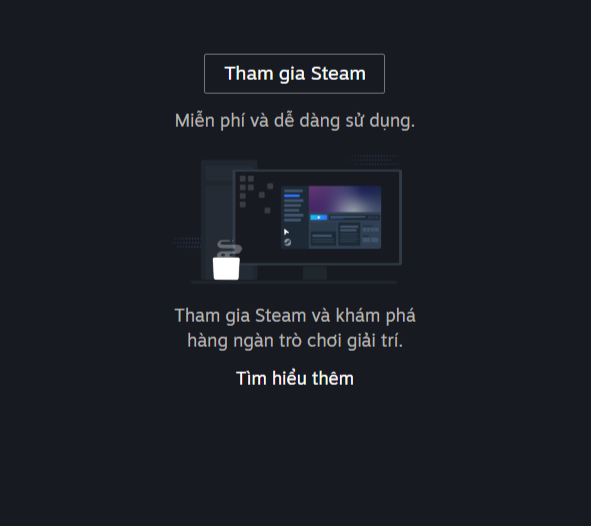 Tham gia Steam
Miễn phí và dễ dàng sử dụng.
Tham gia Steam và khám phá
hàng ngàn trò chơi giải trí.
Tìm hiểu thêm